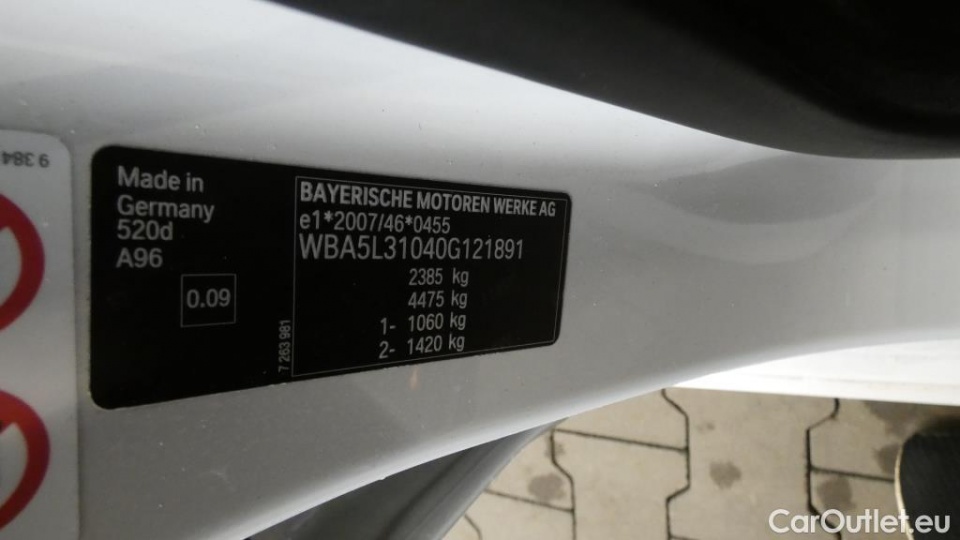 9 384
Made in
Germany
520d
A96
0.09
7 263 981
BAYERISCHE MOTOREN WERKE AG
e1*2007/46*0455
WBA5L31040G121891
2385 kg
4475 kg
1- 1060 kg
2- 1420 kg
CarOutlet.eu